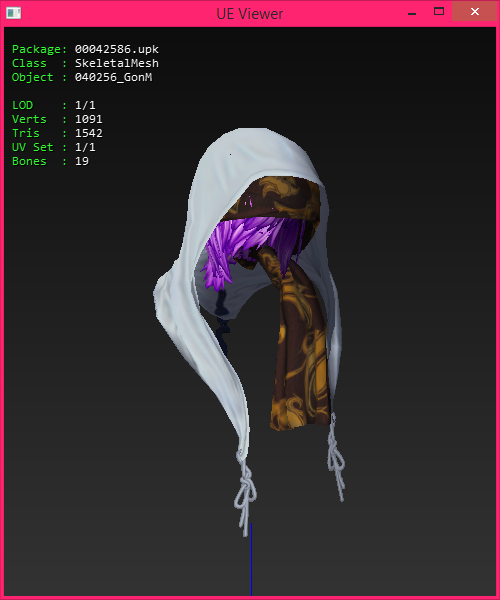 UE Viewer
Package: 00042586.upk
Class  : SkeletalMesh
Object : 040256_GonM
LOD    : 1/1
Verts  : 1091
Tris   : 1542
UV Set : 1/1
Bones  : 19